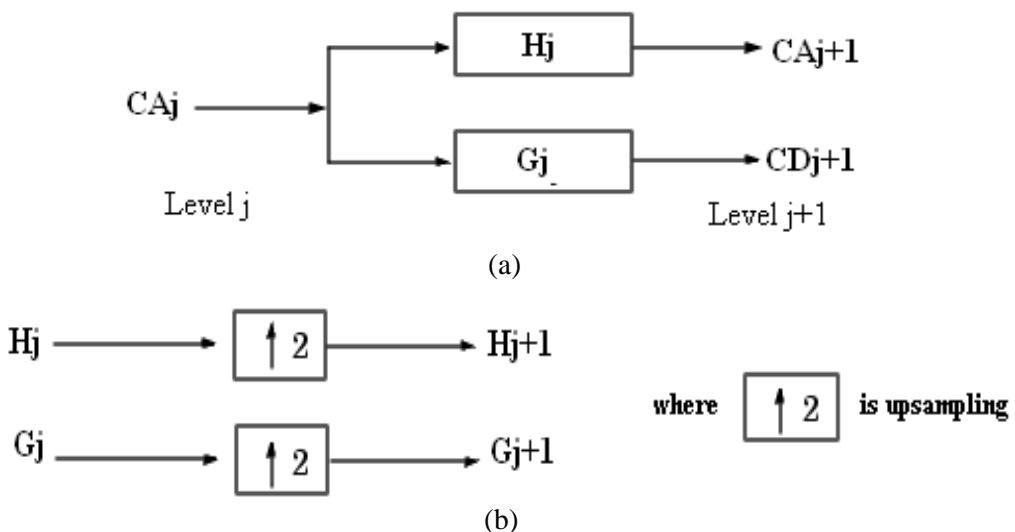 Hj
CAj+1
CAj
Gj
CDj+1
Level j
Level j+1
(a)
Hj
2
Hj+1
where
2
is upsampling
Gj
2
Gj+1
(b)